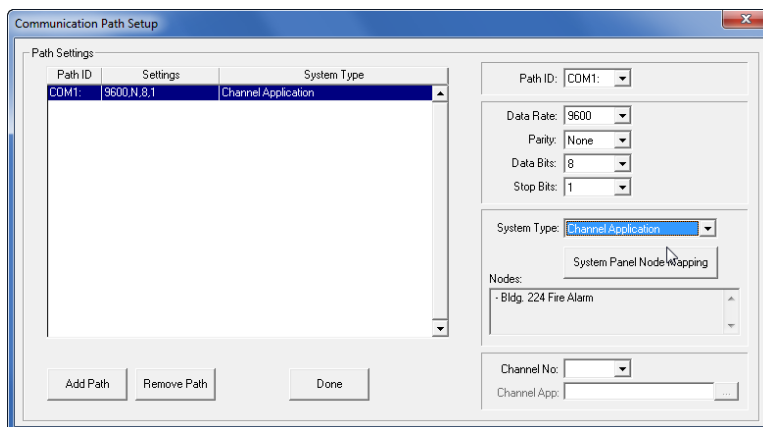 Communication Path Setup
Path Settings
Path ID Settings System Type
COM1: 9600,N,8,1 Channel Application
Path ID: COM1:
Data Rate: 9600
Parity: None
Data Bits: 8
Stop Bits: 1
System Type: Channel Application
System Panel Node Mapping
Nodes:
- Bldg. 224 Fire Alarm
Channel No:
Channel App: ...
Add Path Remove Path Done